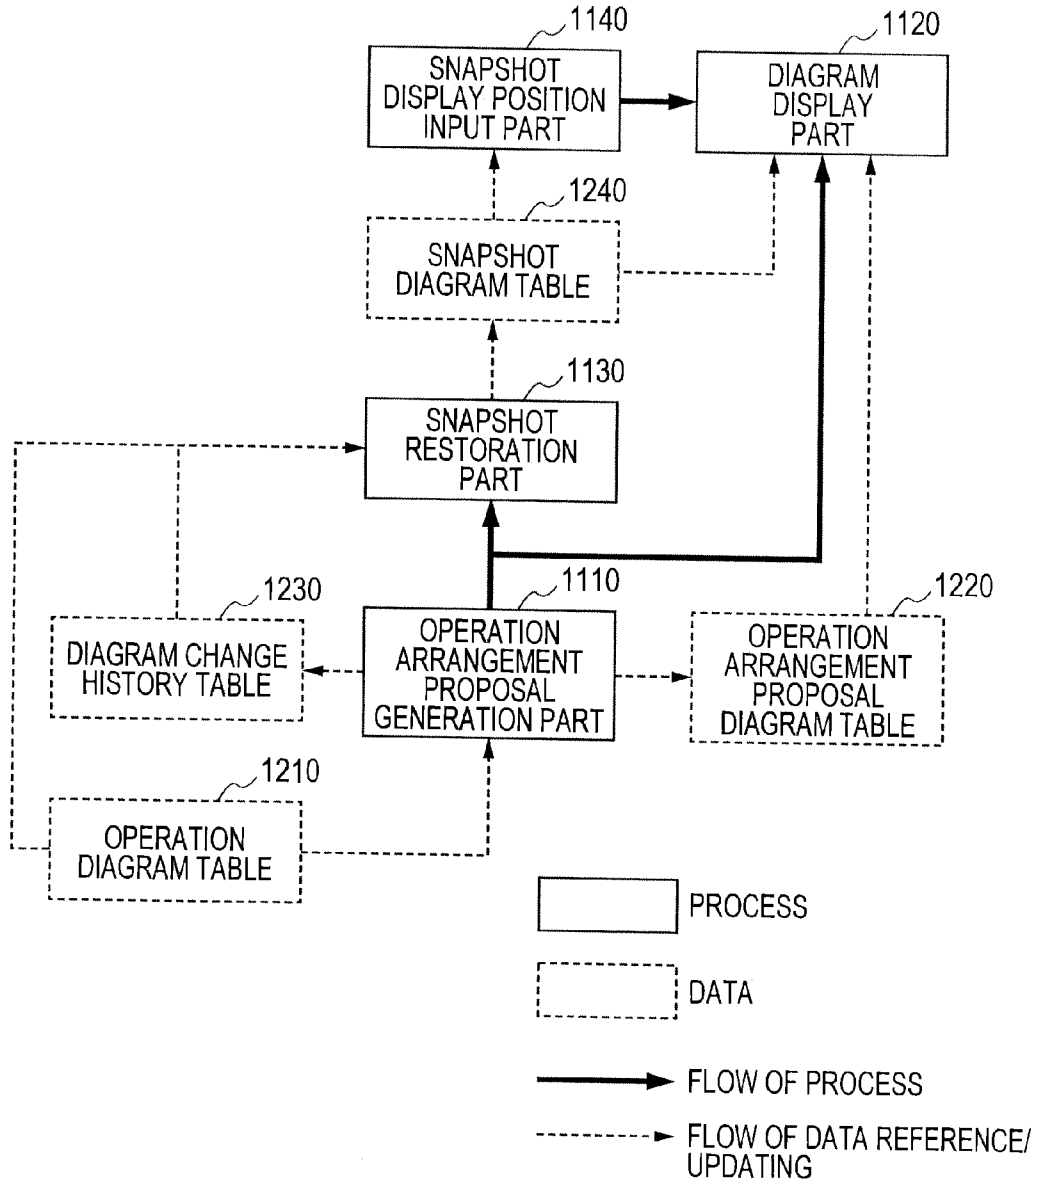 1140
SNAPSHOT
DISPLAY POSITION
INPUT PART
1120
DIAGRAM
DISPLAY
PART
1240
SNAPSHOT
DIAGRAM TABLE
1130
SNAPSHOT
RESTORATION
PART
1230
DIAGRAM CHANGE
HISTORY TABLE
1110
OPERATION
ARRANGEMENT
PROPOSAL
GENERATION PART
1220
OPERATION
ARRANGEMENT
PROPOSAL
DIAGRAM TABLE
1210
OPERATION
DIAGRAM TABLE
PROCESS
DATA
FLOW OF PROCESS
FLOW OF DATA REFERENCE/
UPDATING